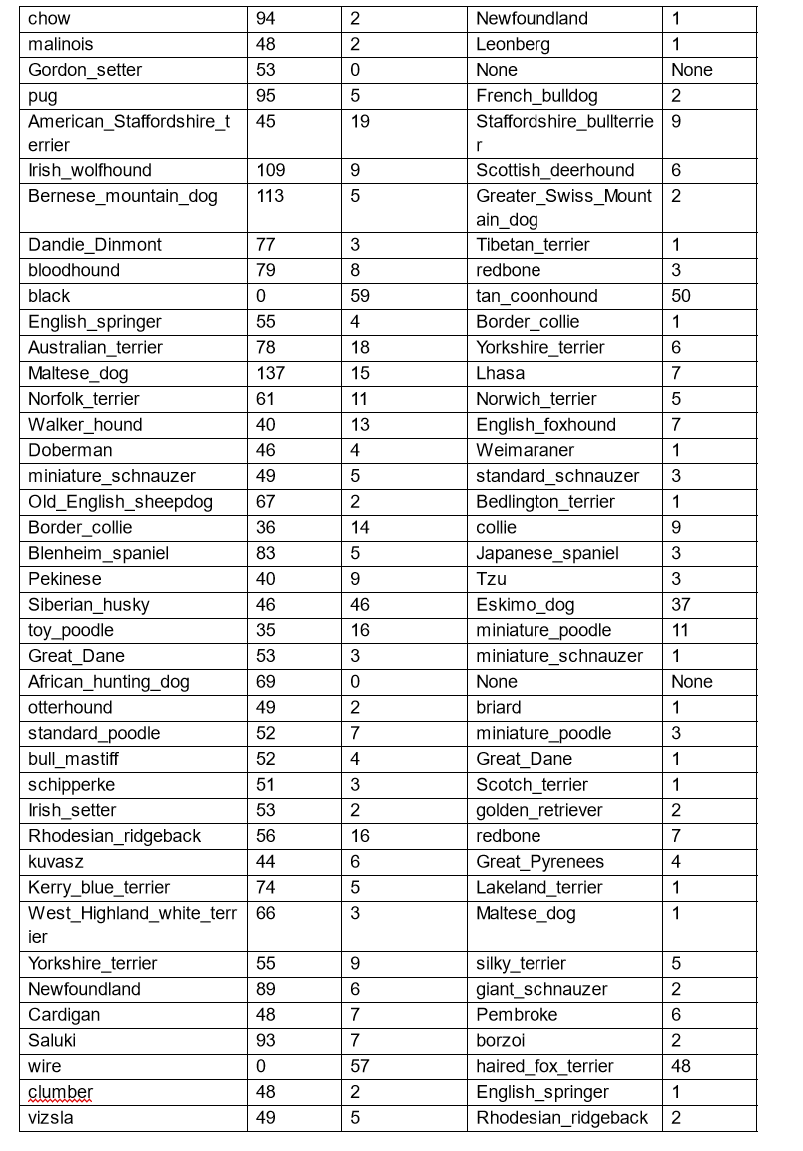 chow 94 2 Newfoundland 1
malinois 48 2 Leonberg 1
Gordon_setter 53 0 None None
pug 95 5 French_bulldog 2
American_Staffordshire_t 45 19 Staffordshire_bullterrie 9
errier r
Irish_wolfhound 109 9 Scottish_deerhound 6
Bernese_mountain_dog 113 5 Greater_Swiss_Mount 2
ain_dog
Dandie_Dinmont 77 3 Tibetan_terrier 1
bloodhound 79 8 redbone 3
black 0 59 tan_coonhound 50
English_springer 55 4 Border_collie 1
Australian_terrier 78 18 Yorkshire_terrier 6
Maltese_dog 137 15 Lhasa 7
Norfolk_terrier 61 11 Norwich_terrier 5
Walker_hound 40 13 English_foxhound 7
Doberman 46 4 Weimaraner 1
miniature_schnauzer 49 5 standard_schnauzer 3
Old_English_sheepdog 67 2 Bedlington_terrier 1
Border_collie 36 14 collie 9
Blenheim_spaniel 83 5 Japanese_spaniel 3
Pekinese 40 9 Tzu 3
Siberian_husky 46 46 Eskimo_dog 37
toy_poodle 35 16 miniature_poodle 11
Great_Dane 53 3 miniature_schnauzer 1
African_hunting_dog 69 0 None None
otterhound 49 2 briard 1
standard_poodle 52 7 miniature_poodle 3
bull_mastiff 52 4 Great_Dane 1
schipperke 51 3 Scotch_terrier 1
Irish_setter 53 2 golden_retriever 2
Rhodesian_ridgeback 56 16 redbone 7
kuvasz 44 6 Great_Pyrenees 4
Kerry_blue_terrier 74 5 Lakeland_terrier 1
West_Highland_white_terr 66 3 Maltese_dog 1
ier
Yorkshire_terrier 55 9 silky_terrier 5
Newfoundland 89 6 giant_schnauzer 2
Cardigan 48 7 Pembroke 6
Saluki 93 7 borzoi 2
wire 0 57 haired_fox_terrier 48
clumber 48 2 English_springer 1
vizsla 49 5 Rhodesian_ridgeback 2